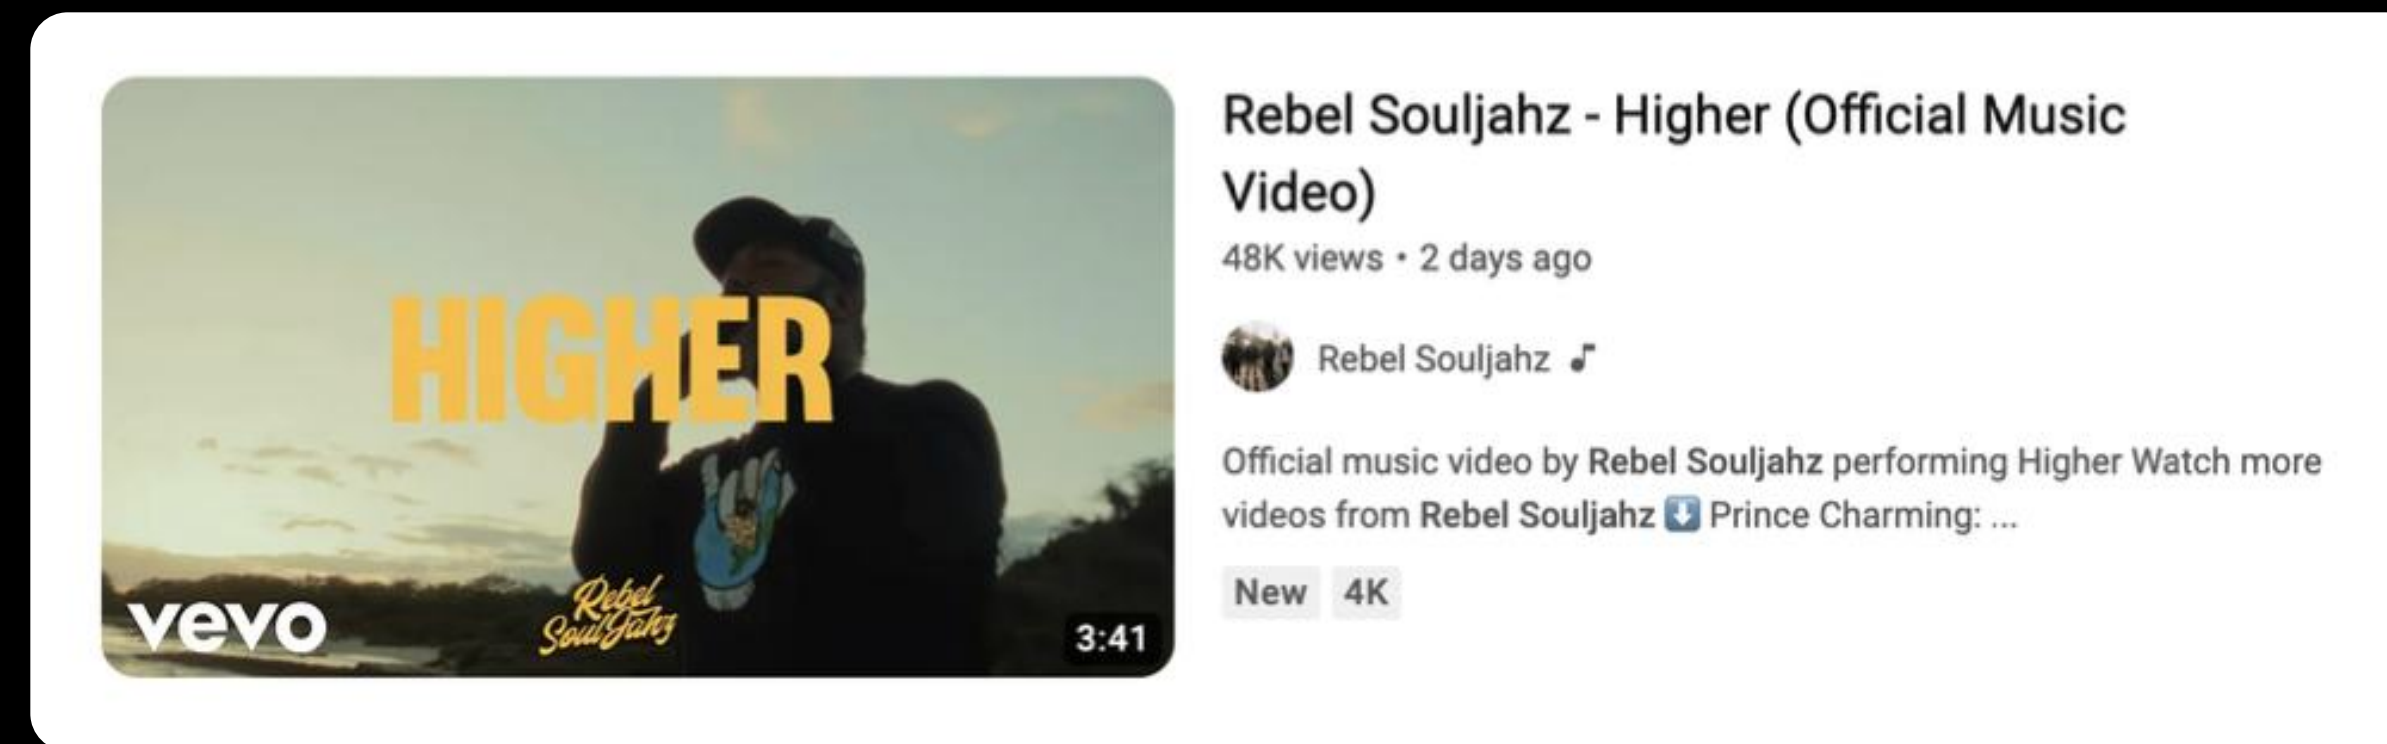 HIGHER
vevo
Rebel
SoulJahz
3:41
Rebel Souljahz - Higher (Official Music
Video)
48K views • 2 days ago
Rebel Souljahz
Official music video by Rebel Souljahz performing Higher Watch more
videos from Rebel Souljahz ⬇️ Prince Charming: ...
New 4K